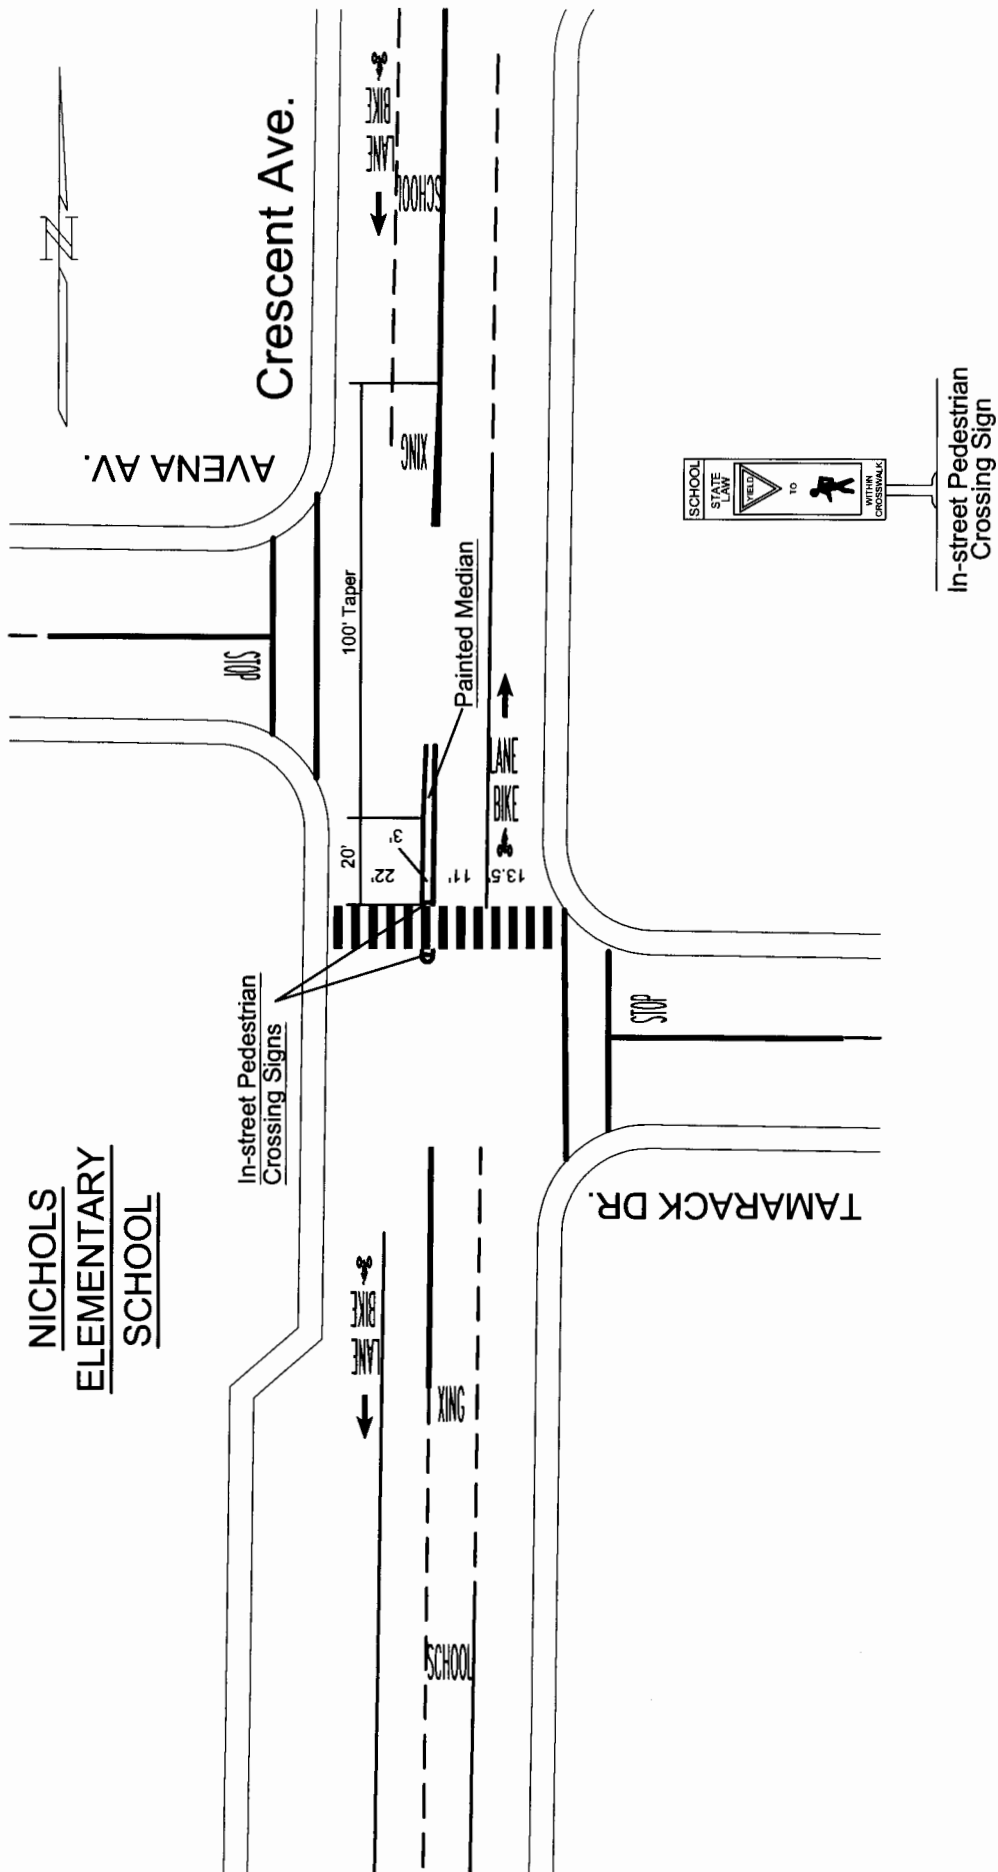 NICHOLS
ELEMENTARY
SCHOOL
Crescent Ave.
N
AVENA AV.
STOP
BIKE
LANE
SCHOOL
XING
100' Taper
20'
22'
3'
11'
13.5'
Painted Median
LANE
BIKE
In-street Pedestrian
Crossing Signs
STOP
TAMARACK DR.
BIKE
LANE
XING
SCHOOL
SCHOOL
STATE
LAW
YIELD
TO
WITHIN
CROSSWALK
In-street Pedestrian
Crossing Sign